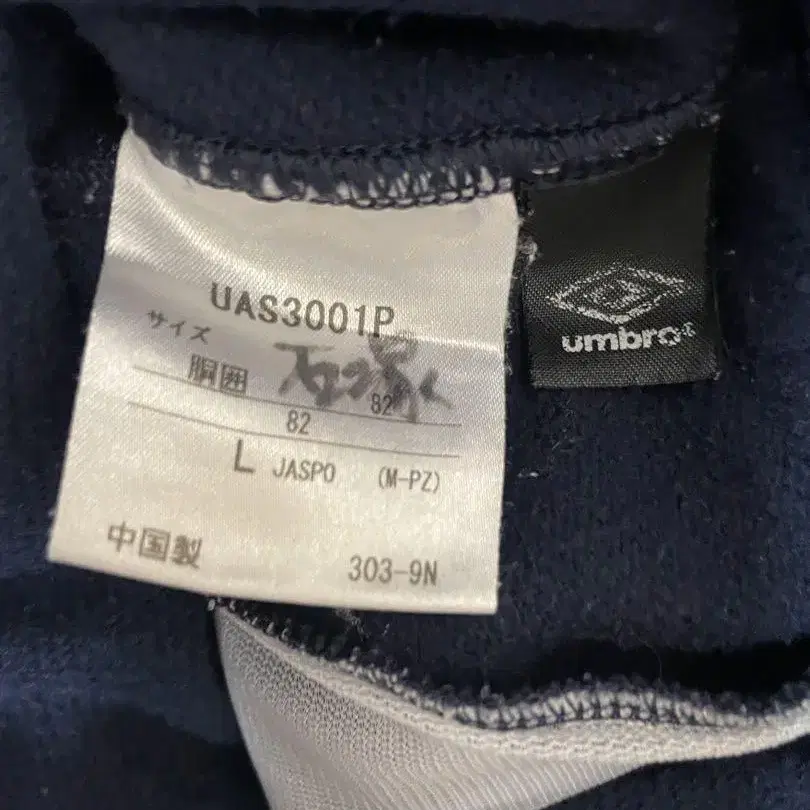 UAS3001P
サイズ
胴囲 82
82
L JASPO (M-PZ)
中国製 303-9N
umbro